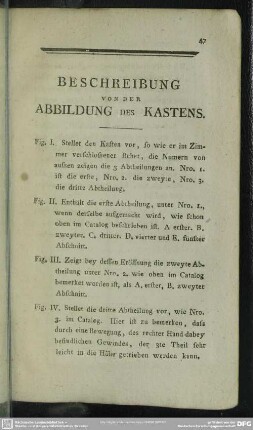 47
BESCHREIBUNG
VON DER
ABBILDUNG DES KASTENS.
Fig. I. Stellet den Kasten vor, so wie er im Zim-
mer verschlossener stehet, die Numern von
aussen zeigen die 3 Abtheilungen an. Nro. 1.
ist die erste, Nro. 2. die zweyte, Nro. 3.
die dritte Abtheilung.
Fig. II. Enthält die erste Abtheilung, unter Nro. 1.,
wenn derselbe aufgemacht wird, wie schon
oben im Catalog beschrieben ist. A erster. B.
zweyter. C. dritter. D. vierter und E. fünfter
Abschnitt.
Fig. III. Zeigt bey dessen Eröffnung die zweyte Ab-
theilung unter Nro. 2. wie oben im Catalog
bemerket worden ist, als A. erster, B. zweyter
Abschnitt.
Fig. IV. Stellet die dritte Abtheilung vor, wie Nro.
3. im Catalog. Hier ist zu bemerken, dass
durch eine Bewegung, des rechter Hand dabey
befindlichen Gewindes, der 3te Theil sehr
leicht in die Höhe getrieben werden kann.